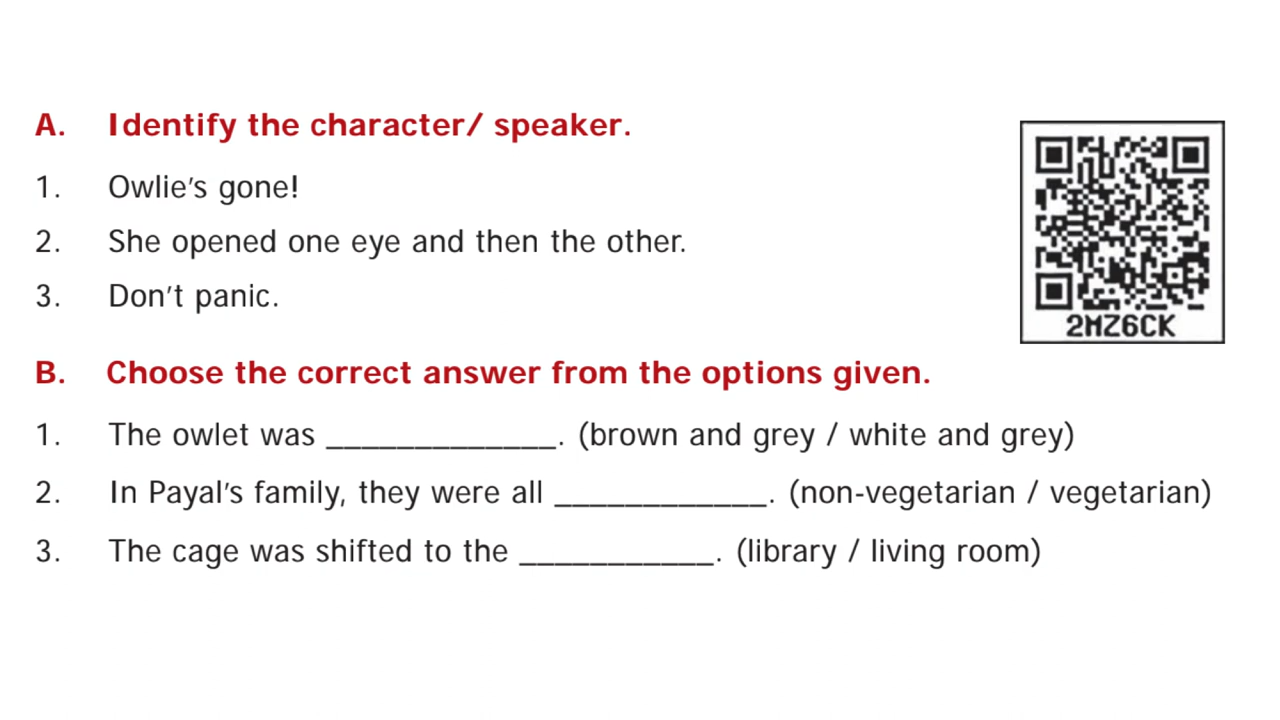 A. Identify the character/ speaker.
1. Owlie's gone!
2. She opened one eye and then the other.
3. Don't panic.
2MZ6CK
B. Choose the correct answer from the options given.
1. The owlet was _____________. (brown and grey / white and grey)
2. In Payal's family, they were all ____________. (non-vegetarian / vegetarian)
3. The cage was shifted to the ___________. (library / living room)